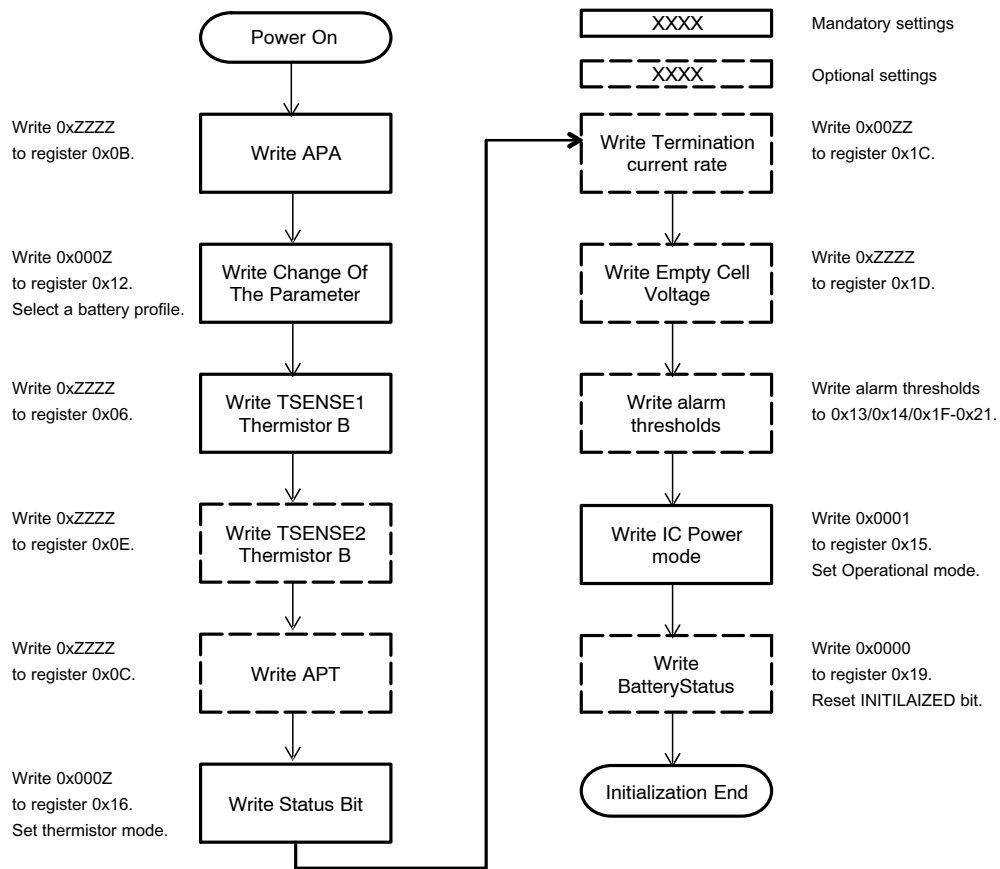 Power On
Write 0xZZZZ
to register 0x0B.
Write APA
Write 0x000Z
to register 0x12.
Select a battery profile.
Write Change Of
The Parameter
Write 0xZZZZ
to register 0x06.
Write TSENSE1
Thermistor B
Write 0xZZZZ
to register 0x0E.
Write TSENSE2
Thermistor B
Write 0xZZZZ
to register 0x0C.
Write APT
Write 0x000Z
to register 0x16.
Set thermistor mode.
Write Status Bit
XXXX
Mandatory settings
XXXX
Optional settings
Write Termination
current rate
Write 0x00ZZ
to register 0x1C.
Write Empty Cell
Voltage
Write 0xZZZZ
to register 0x1D.
Write alarm
thresholds
Write alarm thresholds
to 0x13/0x14/0x1F-0x21.
Write IC Power
mode
Write 0x0001
to register 0x15.
Set Operational mode.
Write
BatteryStatus
Write 0x0000
to register 0x19.
Reset INITILAIZED bit.
Initialization End